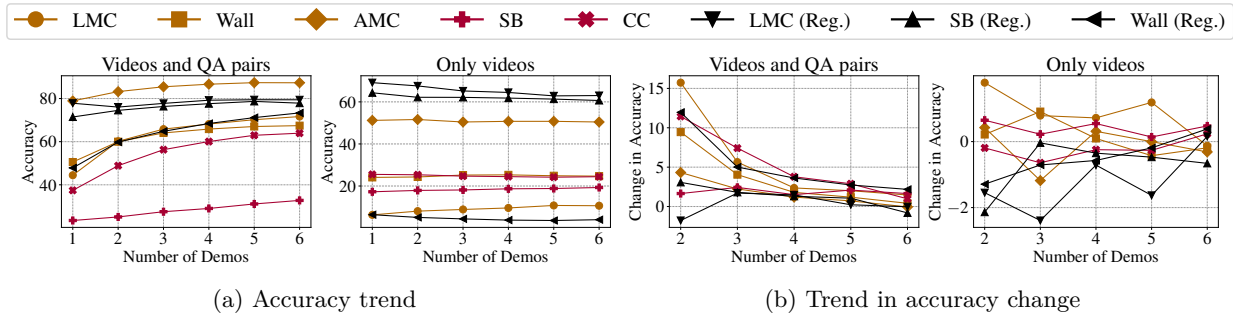 LMC Wall AMC SB CC LMC (Reg.) SB (Reg.) Wall (Reg.)
Videos and QA pairs
Accuracy
80
60
40
1 2 3 4 5 6
Number of Demos
Only videos
60
40
20
1 2 3 4 5 6
Number of Demos
(a) Accuracy trend
Videos and QA pairs
Change in Accuracy
15
10
5
0
2 3 4 5 6
Number of Demos
Only videos
Change in Accuracy
0
−2
2 3 4 5 6
Number of Demos
(b) Trend in accuracy change